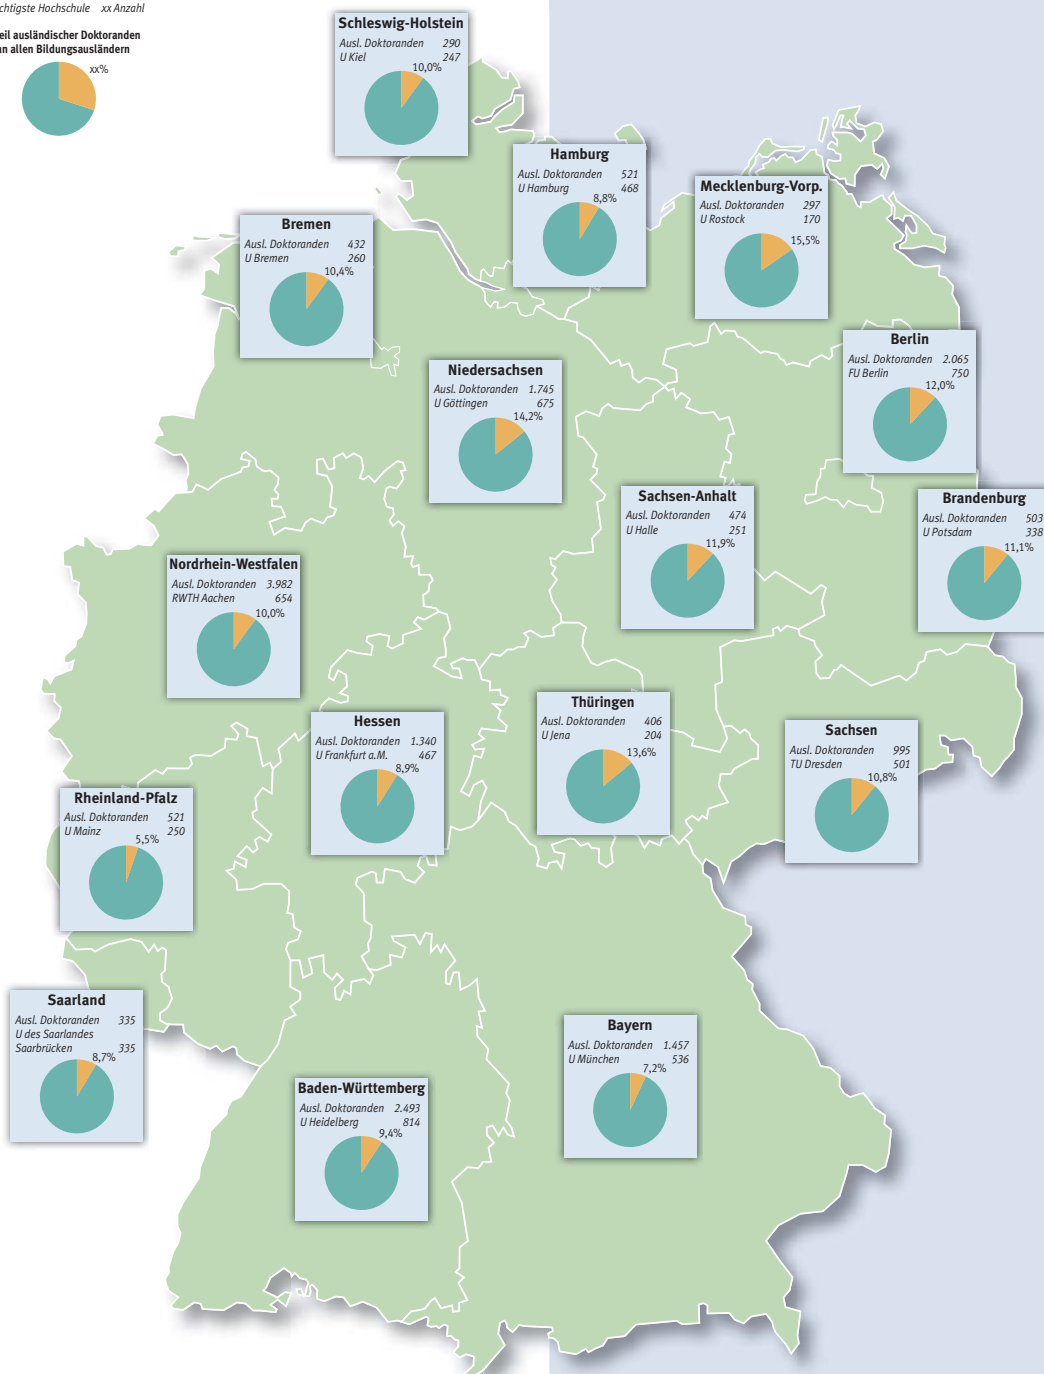 chtigste Hochschule xx Anzahl
eil ausländischer Doktoranden
an allen Bildungsausländern
xx%
Schleswig-Holstein
Ausl. Doktoranden 290
U Kiel 247
10,0%
Hamburg
Ausl. Doktoranden 521
U Hamburg 468
8,8%
Mecklenburg-Vorp.
Ausl. Doktoranden 297
U Rostock 170
15,5%
Bremen
Ausl. Doktoranden 432
U Bremen 260
10,4%
Berlin
Ausl. Doktoranden 2.065
FU Berlin 750
12,0%
Niedersachsen
Ausl. Doktoranden 1.745
U Göttingen 675
14,2%
Sachsen-Anhalt
Ausl. Doktoranden 474
U Halle 251
11,9%
Brandenburg
Ausl. Doktoranden 503
U Potsdam 338
11,1%
Nordrhein-Westfalen
Ausl. Doktoranden 3.982
RWTH Aachen 654
10,0%
Thüringen
Ausl. Doktoranden 406
U Jena 204
13,6%
Hessen
Ausl. Doktoranden 1.340
U Frankfurt a.M. 467
8,9%
Sachsen
Ausl. Doktoranden 995
TU Dresden 501
10,8%
Rheinland-Pfalz
Ausl. Doktoranden 521
U Mainz 250
5,5%
Saarland
Ausl. Doktoranden 335
U des Saarlandes
Saarbrücken 335
8,7%
Bayern
Ausl. Doktoranden 1.457
U München 536
7,2%
Baden-Württemberg
Ausl. Doktoranden 2.493
U Heidelberg 814
9,4%